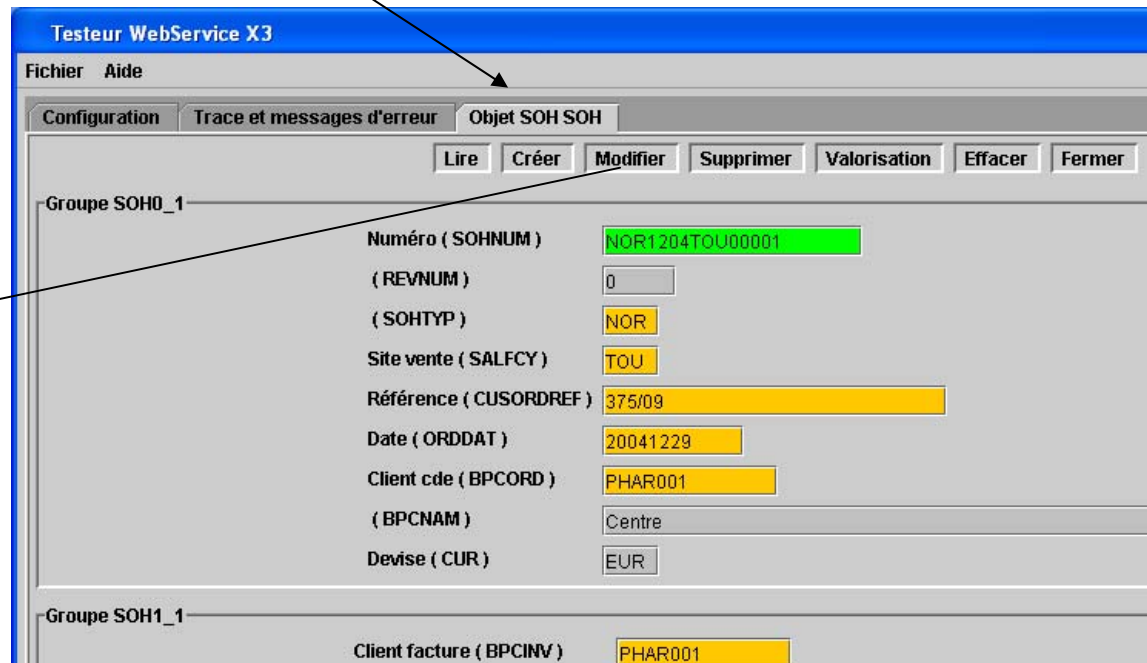 Testeur WebService X3
Fichier Aide
Configuration Trace et messages d'erreur Objet SOH SOH
Lire Créer Modifier Supprimer Valorisation Effacer Fermer
Groupe SOH0_1
Numéro ( SOHNUM ) NOR1204TOU00001
( REVNUM ) 0
( SOHTYP ) NOR
Site vente ( SALFCY ) TOU
Référence ( CUSORDREF ) 375/09
Date ( ORDDAT ) 20041229
Client cde ( BPCORD ) PHAR001
( BPCNAM ) Centre
Devise ( CUR ) EUR
Groupe SOH1_1
Client facture ( BPCINV ) PHAR001